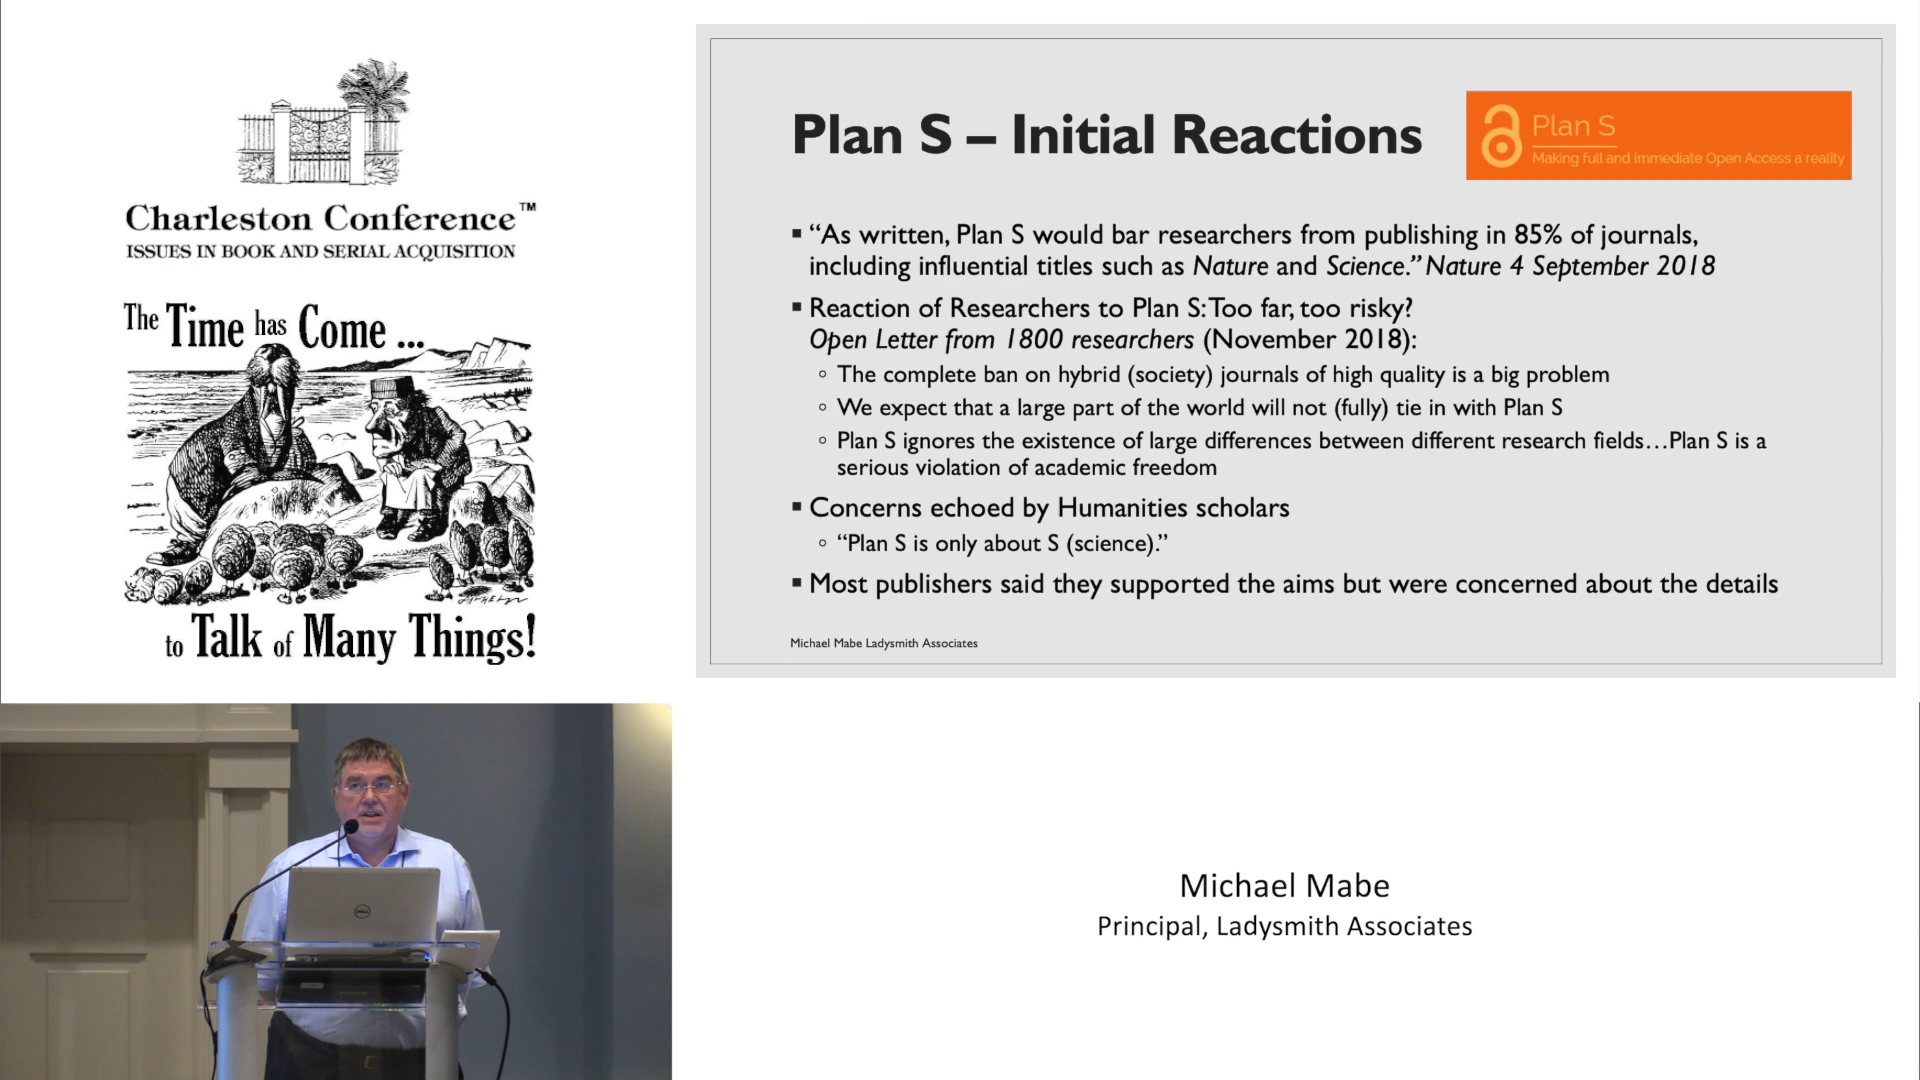 Charleston Conference™
ISSUES IN BOOK AND SERIAL ACQUISITION
The Time has Come ...
to Talk of Many Things!
Plan S – Initial Reactions
Plan S
Making full and immediate Open Access a reality
▪ “As written, Plan S would bar researchers from publishing in 85% of journals,
including influential titles such as Nature and Science.” Nature 4 September 2018
▪ Reaction of Researchers to Plan S: Too far, too risky?
Open Letter from 1800 researchers (November 2018):
◦ The complete ban on hybrid (society) journals of high quality is a big problem
◦ We expect that a large part of the world will not (fully) tie in with Plan S
◦ Plan S ignores the existence of large differences between different research fields…Plan S is a
serious violation of academic freedom
▪ Concerns echoed by Humanities scholars
◦ “Plan S is only about S (science).”
▪ Most publishers said they supported the aims but were concerned about the details
Michael Mabe Ladysmith Associates
DELL
Michael Mabe
Principal, Ladysmith Associates